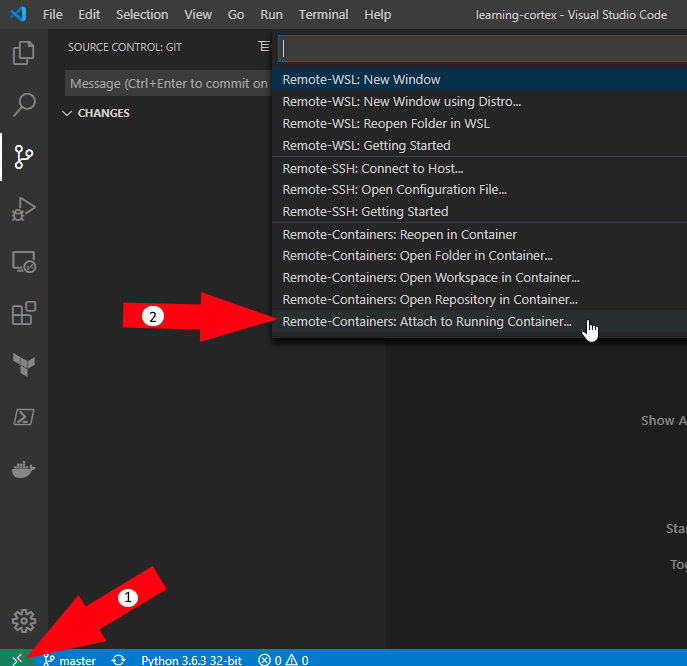 File Edit Selection View Go Run Terminal Help learning-cortex - Visual Studio Code
SOURCE CONTROL: GIT
Message (Ctrl+Enter to commit on
CHANGES
Remote-WSL: New Window
Remote-WSL: New Window using Distro...
Remote-WSL: Reopen Folder in WSL
Remote-WSL: Getting Started
Remote-SSH: Connect to Host...
Remote-SSH: Open Configuration File...
Remote-SSH: Getting Started
Remote-Containers: Reopen in Container
Remote-Containers: Open Folder in Container...
Remote-Containers: Open Workspace in Container...
Remote-Containers: Open Repository in Container...
2
Remote-Containers: Attach to Running Container...
Show A
Star
Tog
1
master Python 3.6.3 32-bit 0 0